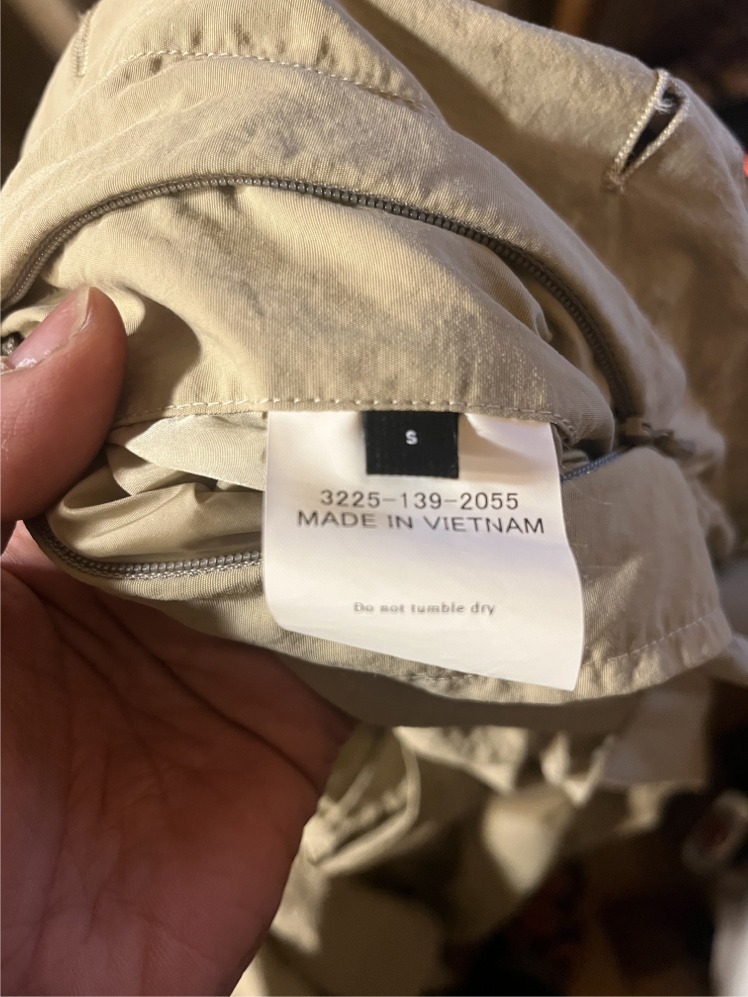 S
3225-139-2055
MADE IN VIETNAM
Do not tumble dry